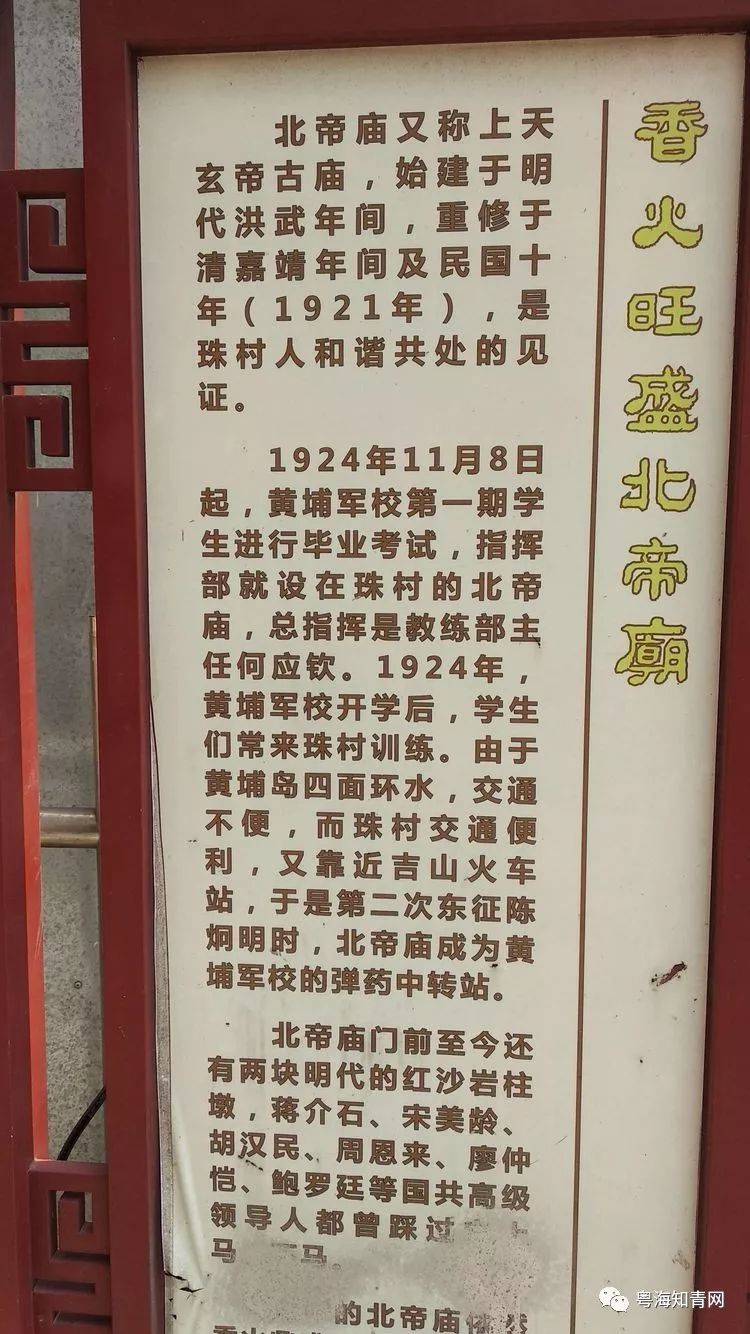 香火旺盛北帝廟
北帝庙又称上天
玄帝古庙，始建于明
代洪武年间，重修于
清嘉靖年间及民国十
年（1921年），是
珠村人和谐共处的见
证。
1924年11月8日
起，黄埔军校第一期学
生进行毕业考试，指挥
部就设在珠村的北帝
庙，总指挥是教练部主
任何应钦。1924年，
黄埔军校开学后，学生
们常来珠村训练。由于
黄埔岛四面环水，交通
不便，而珠村交通便
利，又靠近吉山火车
站，于是第二次东征陈
炯明时，北帝庙成为黄
埔军校的弹药中转站。
北帝庙门前至今还
有两块明代的红沙岩柱
墩，蒋介石、宋美龄、
胡汉民、周恩来、廖仲
恺、鲍罗廷等国共高级
领导人都曾踩过
马 马。
的北帝庙依然
粤海知青网